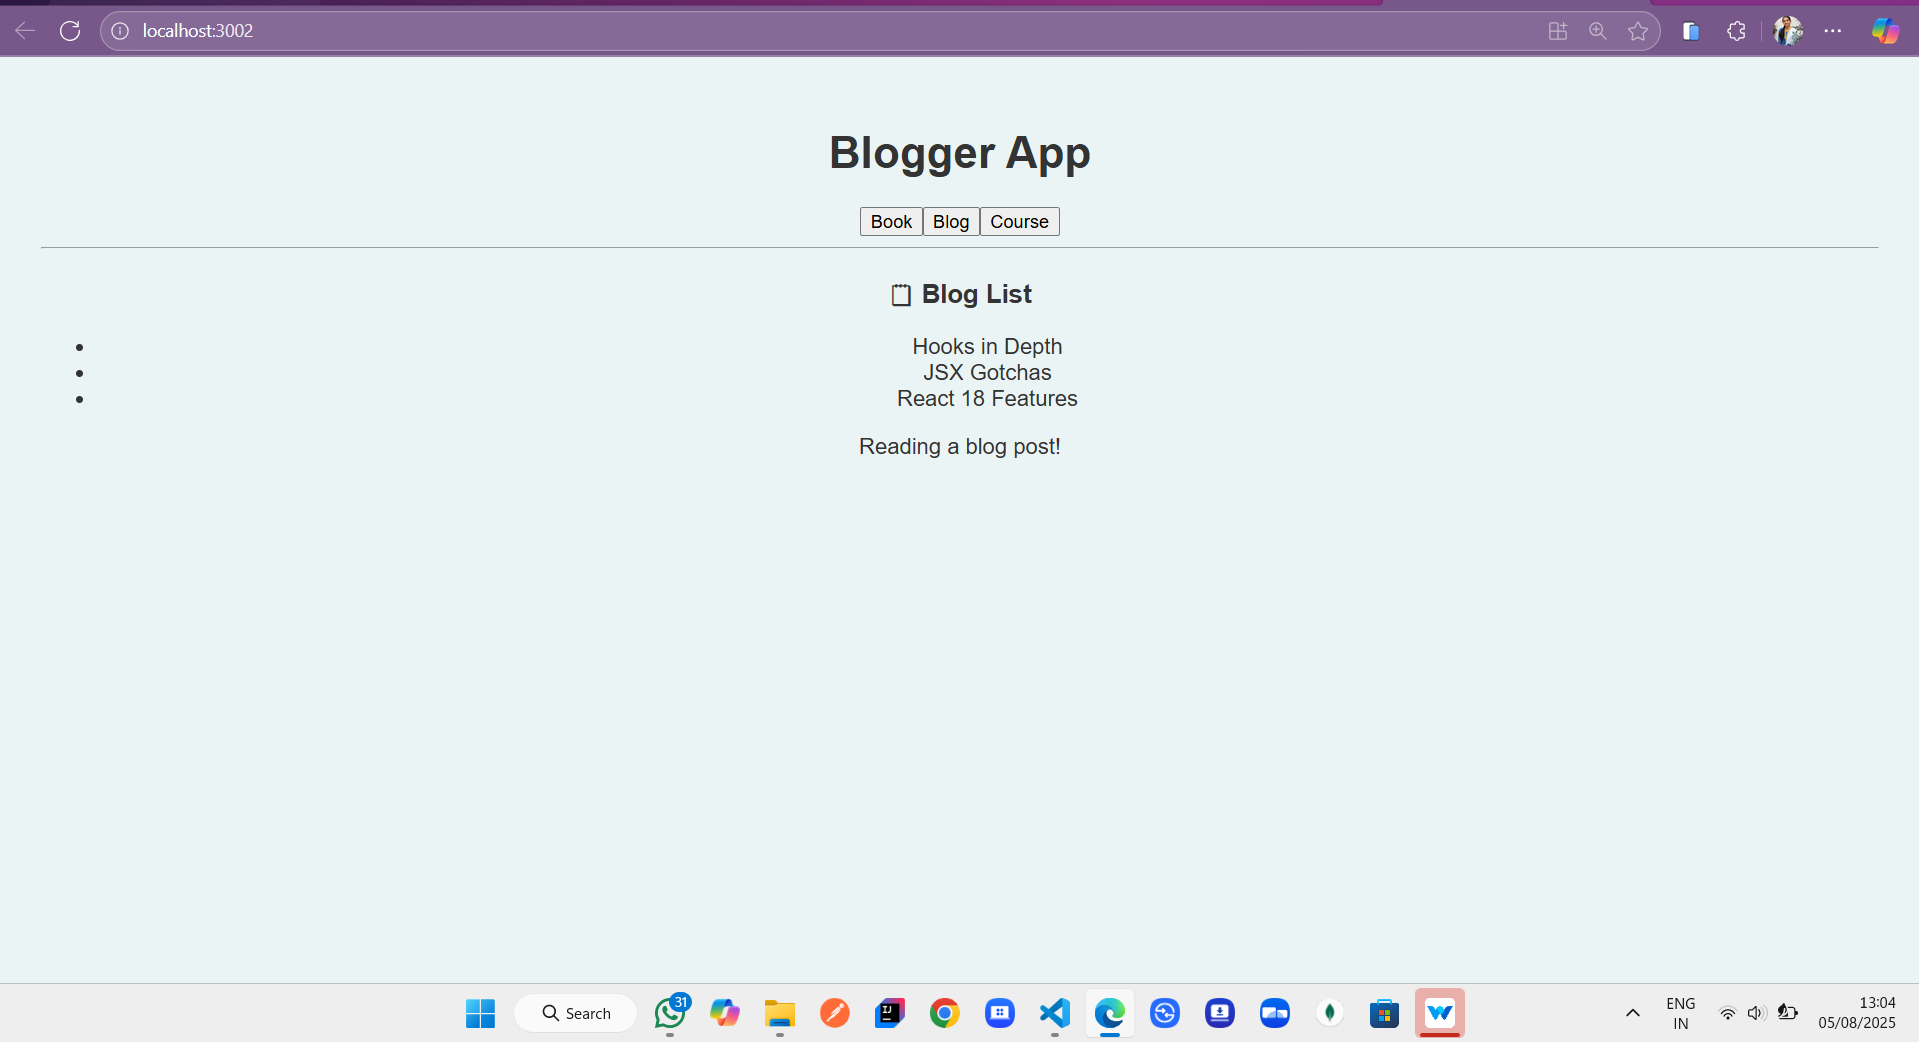 localhost:3002
Blogger App
Book Blog Course
Blog List
Hooks in Depth
JSX Gotchas
React 18 Features
Reading a blog post!
Search
31
IJ
ENG
IN
13:04
05/08/2025